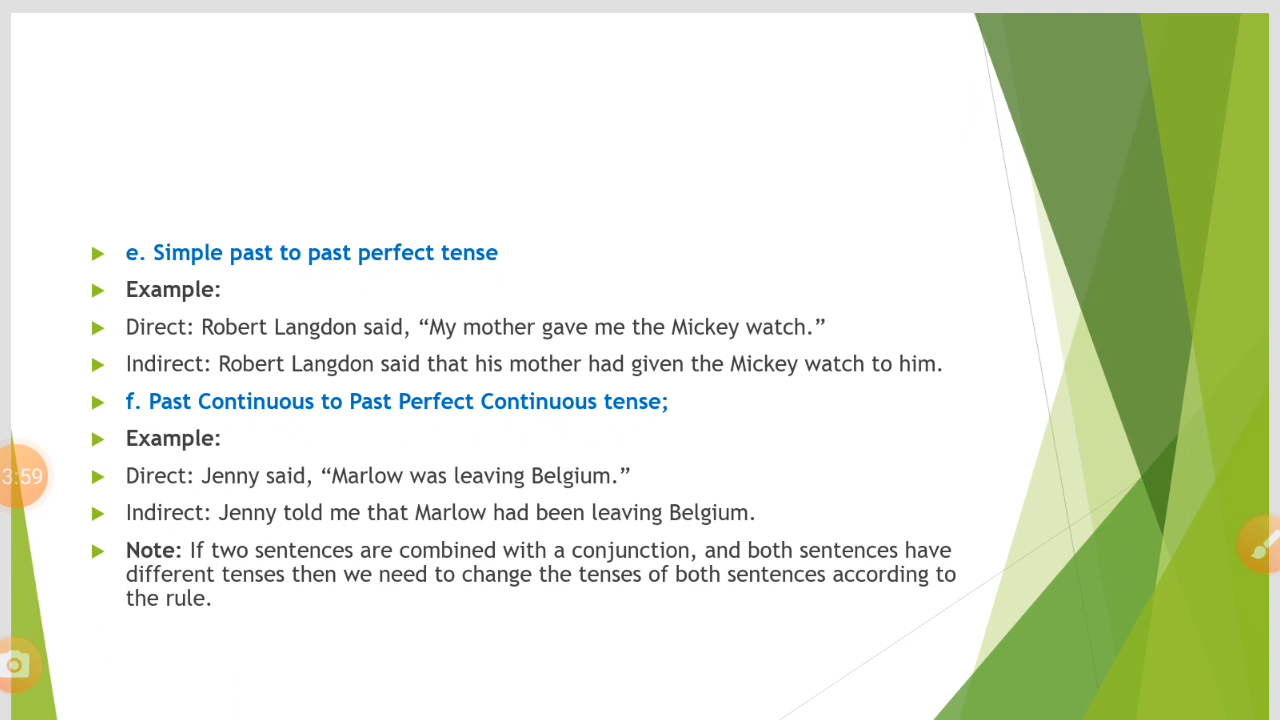 e. Simple past to past perfect tense
Example:
Direct: Robert Langdon said, “My mother gave me the Mickey watch.”
Indirect: Robert Langdon said that his mother had given the Mickey watch to him.
f. Past Continuous to Past Perfect Continuous tense;
Example:
Direct: Jenny said, “Marlow was leaving Belgium.”
3:59
Indirect: Jenny told me that Marlow had been leaving Belgium.
Note: If two sentences are combined with a conjunction, and both sentences have
different tenses then we need to change the tenses of both sentences according to
the rule.